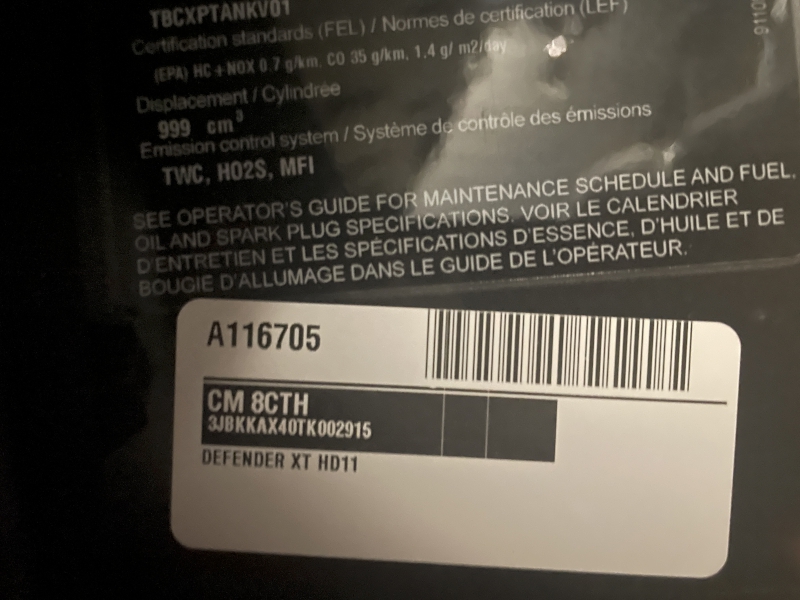 TBCXPTANKV01
Certification standards (FEL) / Normes de certification (LEF)
(EPA) HC+NOX 0.7 g/km, CO 35 g/km, 1.4 g/ m2/day
Displacement / Cylindrée
999 cm³
Emission control system / Système de contrôle des émissions
TWC, HO2S, MFI
SEE OPERATOR'S GUIDE FOR MAINTENANCE SCHEDULE AND FUEL,
OIL AND SPARK PLUG SPECIFICATIONS. VOIR LE CALENDRIER
D'ENTRETIEN ET LES SPÉCIFICATIONS D'ESSENCE, D'HUILE ET DE
BOUGIE D'ALLUMAGE DANS LE GUIDE DE L'OPÉRATEUR.
A116705
CM 8CTH
3JBKKAX40TK002915
DEFENDER XT HD11